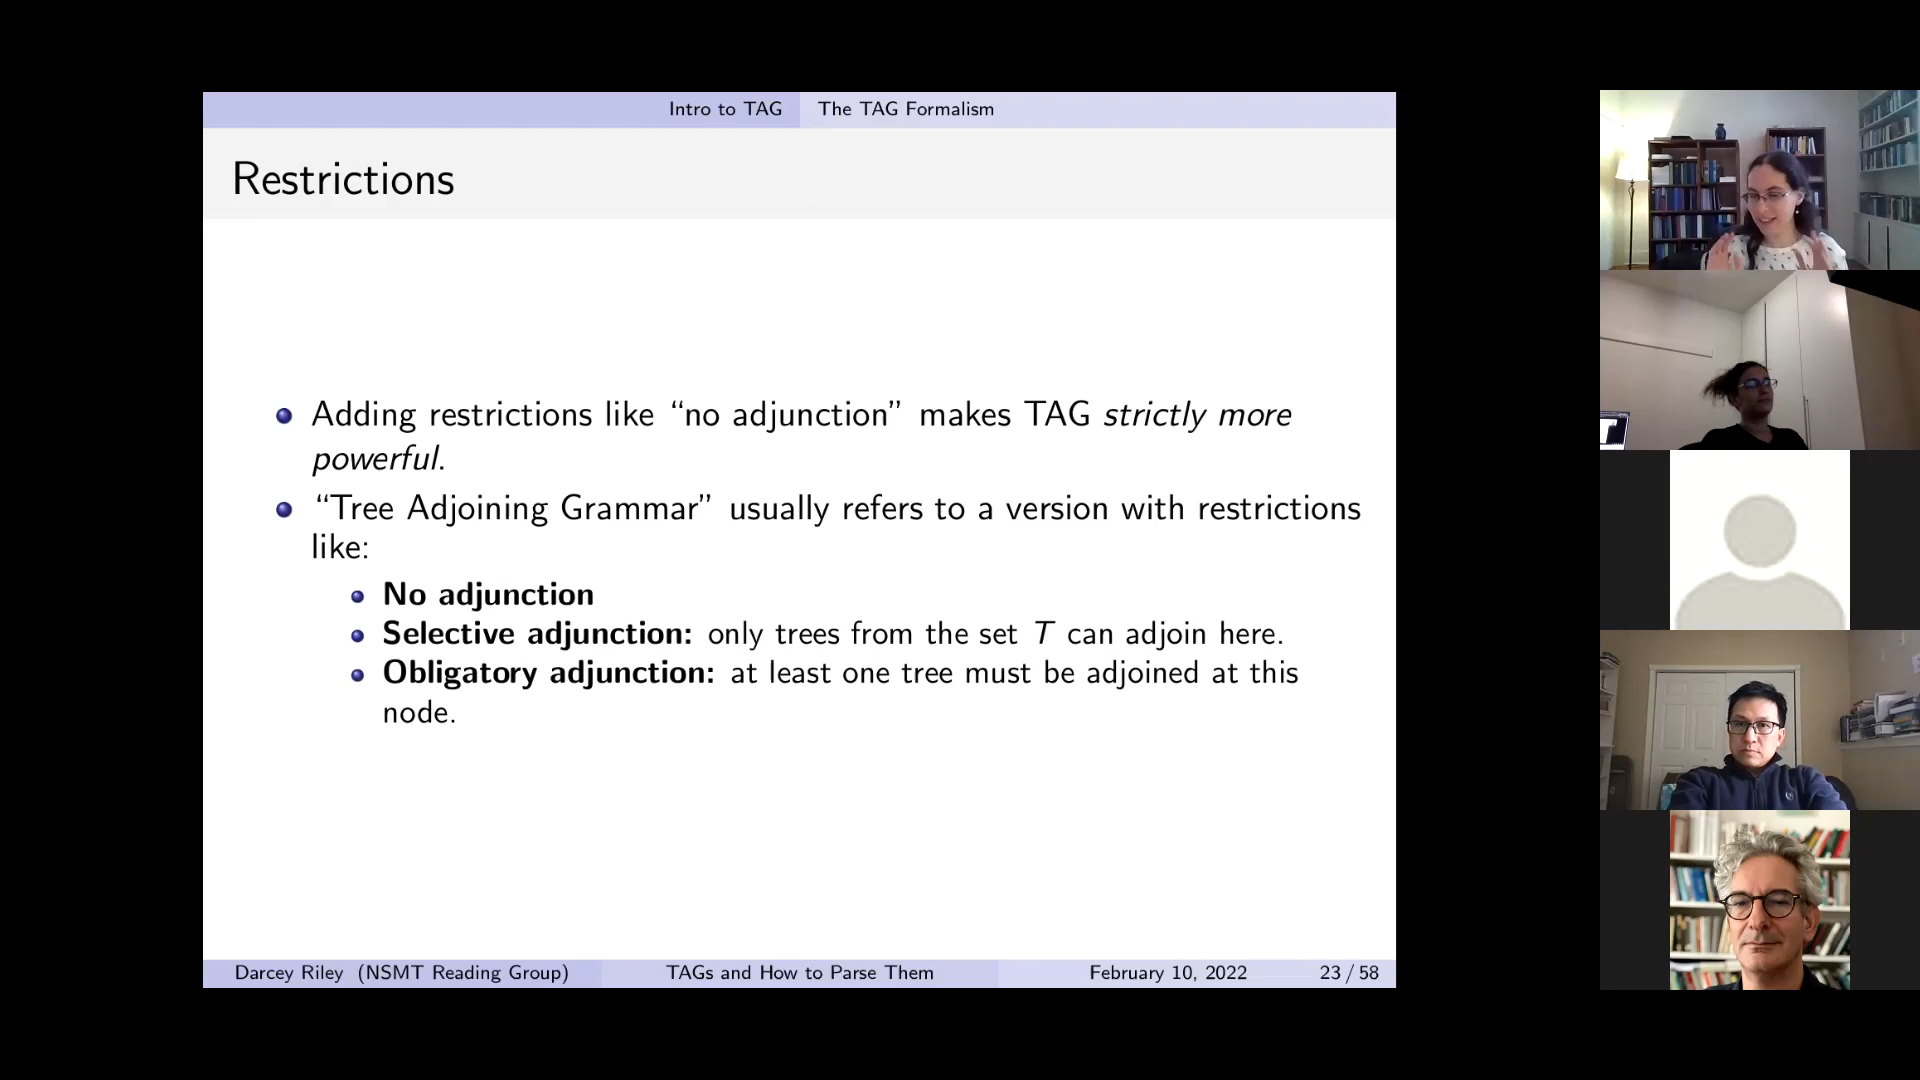 Intro to TAG The TAG Formalism
Restrictions
Adding restrictions like “no adjunction” makes TAG strictly more
powerful.
“Tree Adjoining Grammar” usually refers to a version with restrictions
like:
No adjunction
Selective adjunction: only trees from the set T can adjoin here.
Obligatory adjunction: at least one tree must be adjoined at this
node.
Darcey Riley (NSMT Reading Group) TAGs and How to Parse Them February 10, 2022 23 / 58